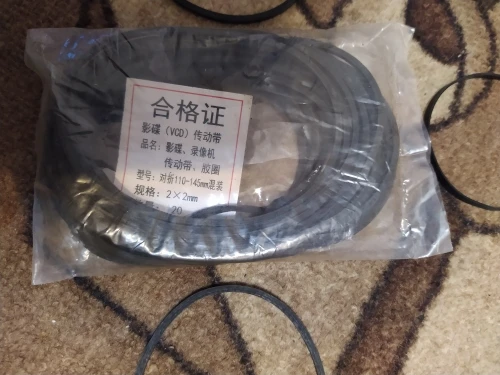 合格证
影碟（VCD）传动带
品名：影碟、录像机
传动带、胶圈
型号：对折110-145mm混装
规格：2×2mm
20